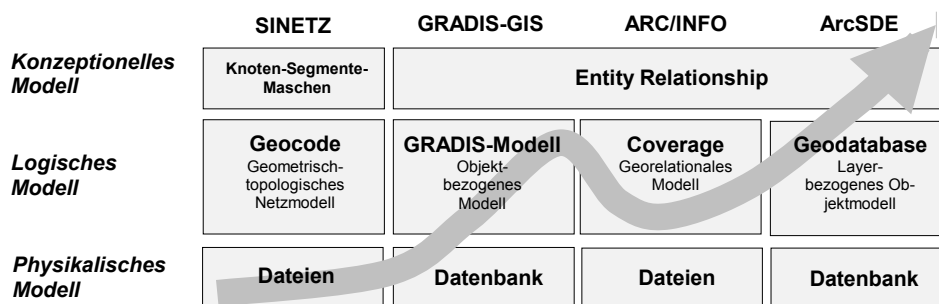 SINETZ GRADIS-GIS ARC/INFO ArcSDE
Konzeptionelles
Modell
Knoten-Segmente-
Maschen
Entity Relationship
Logisches
Modell
Geocode
Geometrisch-
topologisches
Netzmodell
GRADIS-Modell
Objekt-
bezogenes
Modell
Coverage
Georelationales
Modell
Geodatabase
Layer-
bezogenes Ob-
jektmodell
Physikalisches
Modell
Dateien
Datenbank
Dateien
Datenbank